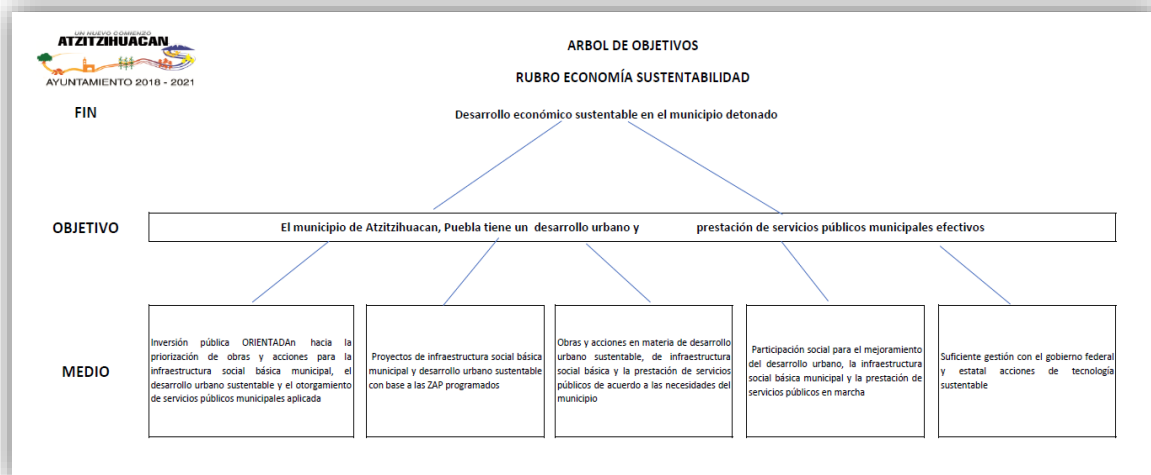 UN NUEVO COMIENZO
ATZITZIHUACAN
AYUNTAMIENTO 2018 - 2021
ARBOL DE OBJETIVOS
RUBRO ECONOMÍA SUSTENTABILIDAD
FIN
Desarrollo económico sustentable en el municipio detonado
OBJETIVO
El municipio de Atzitzihuacan, Puebla tiene un desarrollo urbano y prestación de servicios públicos municipales efectivos
MEDIO
Inversión pública ORIENTADAn hacia la
priorización de obras y acciones para la
infraestructura social básica municipal, el
desarrollo urbano sustentable y el otorgamiento
de servicios públicos municipales aplicada
Proyectos de infraestructura social básica
municipal y desarrollo urbano sustentable
con base a las ZAP programados
Obras y acciones en materia de desarrollo
urbano sustentable, de infraestructura
social básica y la prestación de servicios
públicos de acuerdo a las necesidades del
municipio
Participación social para el mejoramiento
del desarrollo urbano, la infraestructura
social básica municipal y la prestación de
servicios públicos en marcha
Suficiente gestión con el gobierno federal
y estatal acciones de tecnología
sustentable